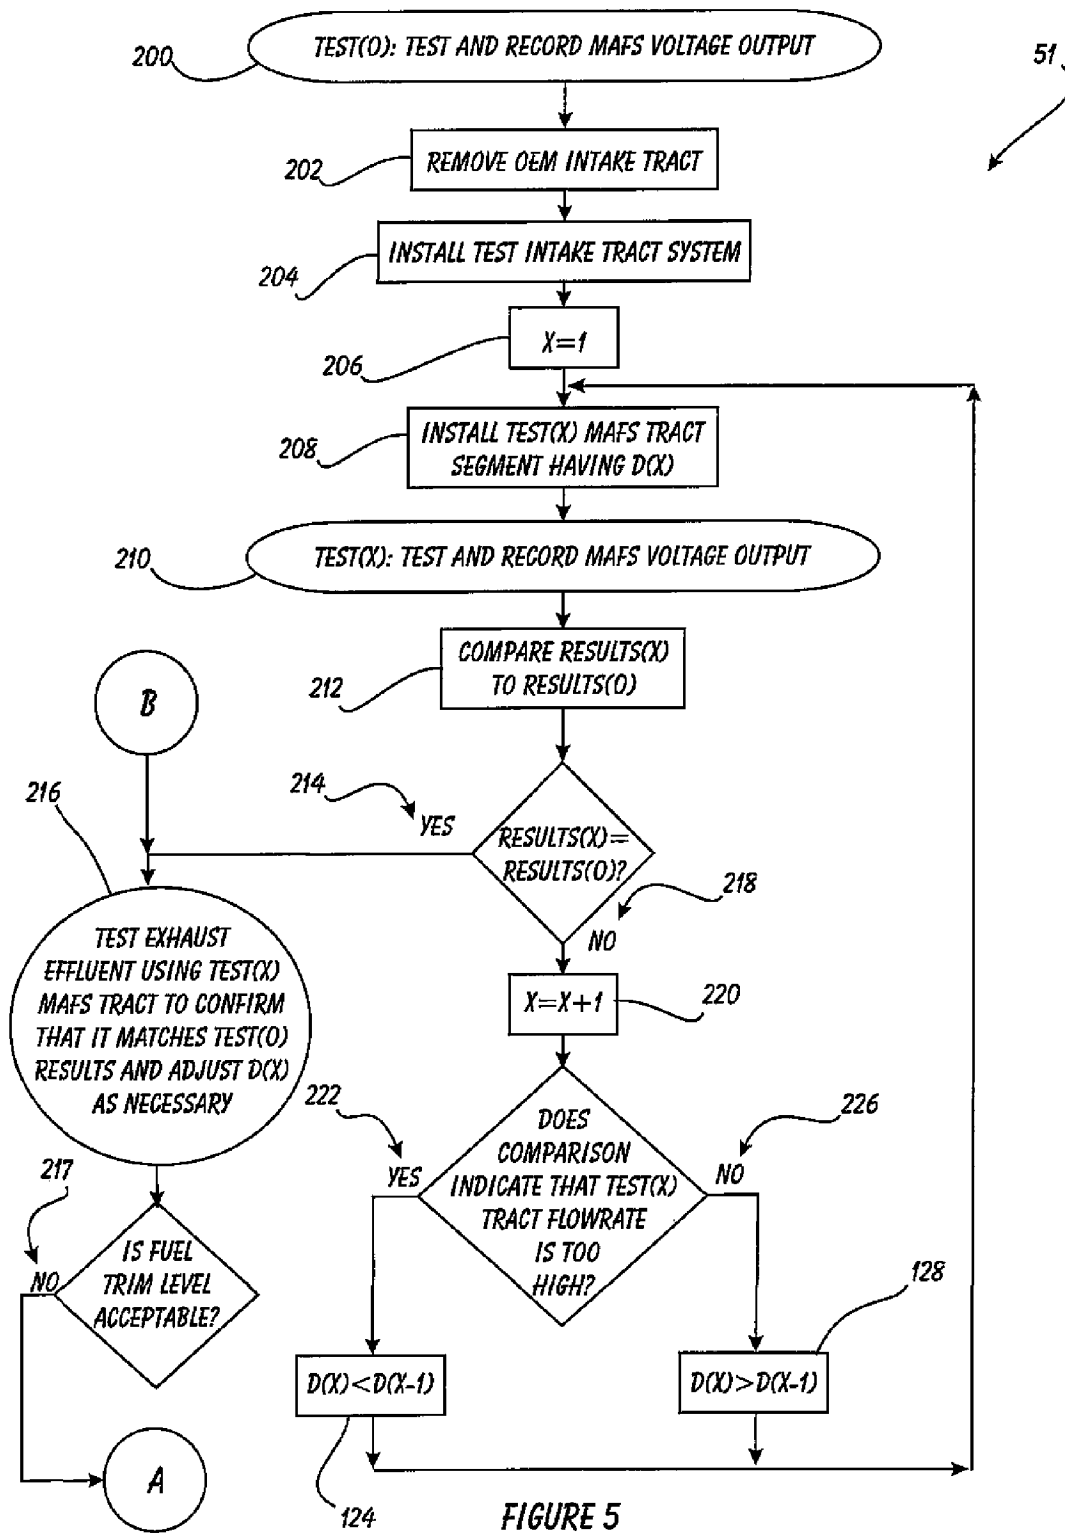 TEST(0): TEST AND RECORD MAFS VOLTAGE OUTPUT
200
51
REMOVE OEM INTAKE TRACT
202
INSTALL TEST INTAKE TRACT SYSTEM
204
X=1
206
INSTALL TEST(X) MAFS TRACT
SEGMENT HAVING D(X)
208
TEST(X): TEST AND RECORD MAFS VOLTAGE OUTPUT
210
COMPARE RESULTS(X)
TO RESULTS(0)
212
B
214
YES
216
RESULTS(X)=
RESULTS(0)?
218
NO
TEST EXHAUST
EFFLUENT USING TEST(X)
MAFS TRACT TO CONFIRM
THAT IT MATCHES TEST(0)
RESULTS AND ADJUST D(X)
AS NECESSARY
X=X+1
220
222
YES
DOES
COMPARISON
INDICATE THAT TEST(X)
TRACT FLOWRATE
IS TOO
HIGH?
226
NO
217
NO
IS FUEL
TRIM LEVEL
ACCEPTABLE?
128
D(X)<D(X-1)
D(X)>D(X-1)
A
124
FIGURE 5